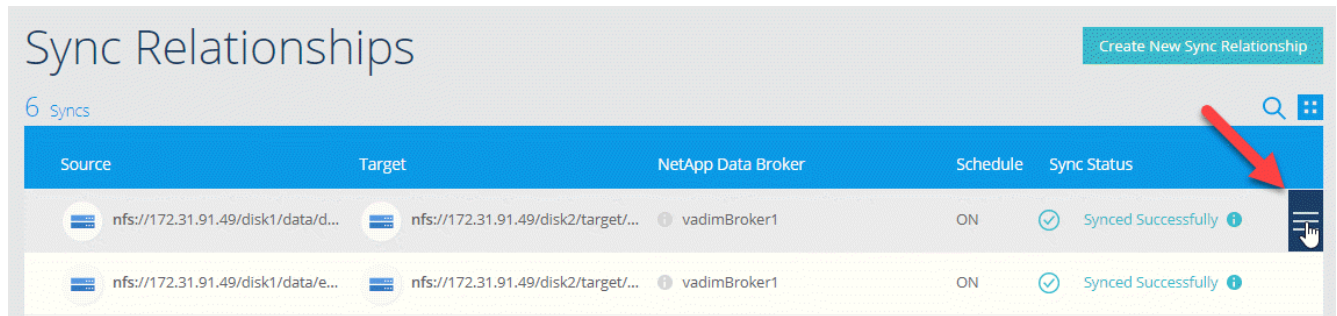 Sync Relationships
Create New Sync Relationship
6 Syncs
Source Target NetApp Data Broker Schedule Sync Status
nfs://172.31.91.49/disk1/data/d... nfs://172.31.91.49/disk2/target/... vadimBroker1 ON Synced Successfully
nfs://172.31.91.49/disk1/data/e... nfs://172.31.91.49/disk2/target/... vadimBroker1 ON Synced Successfully